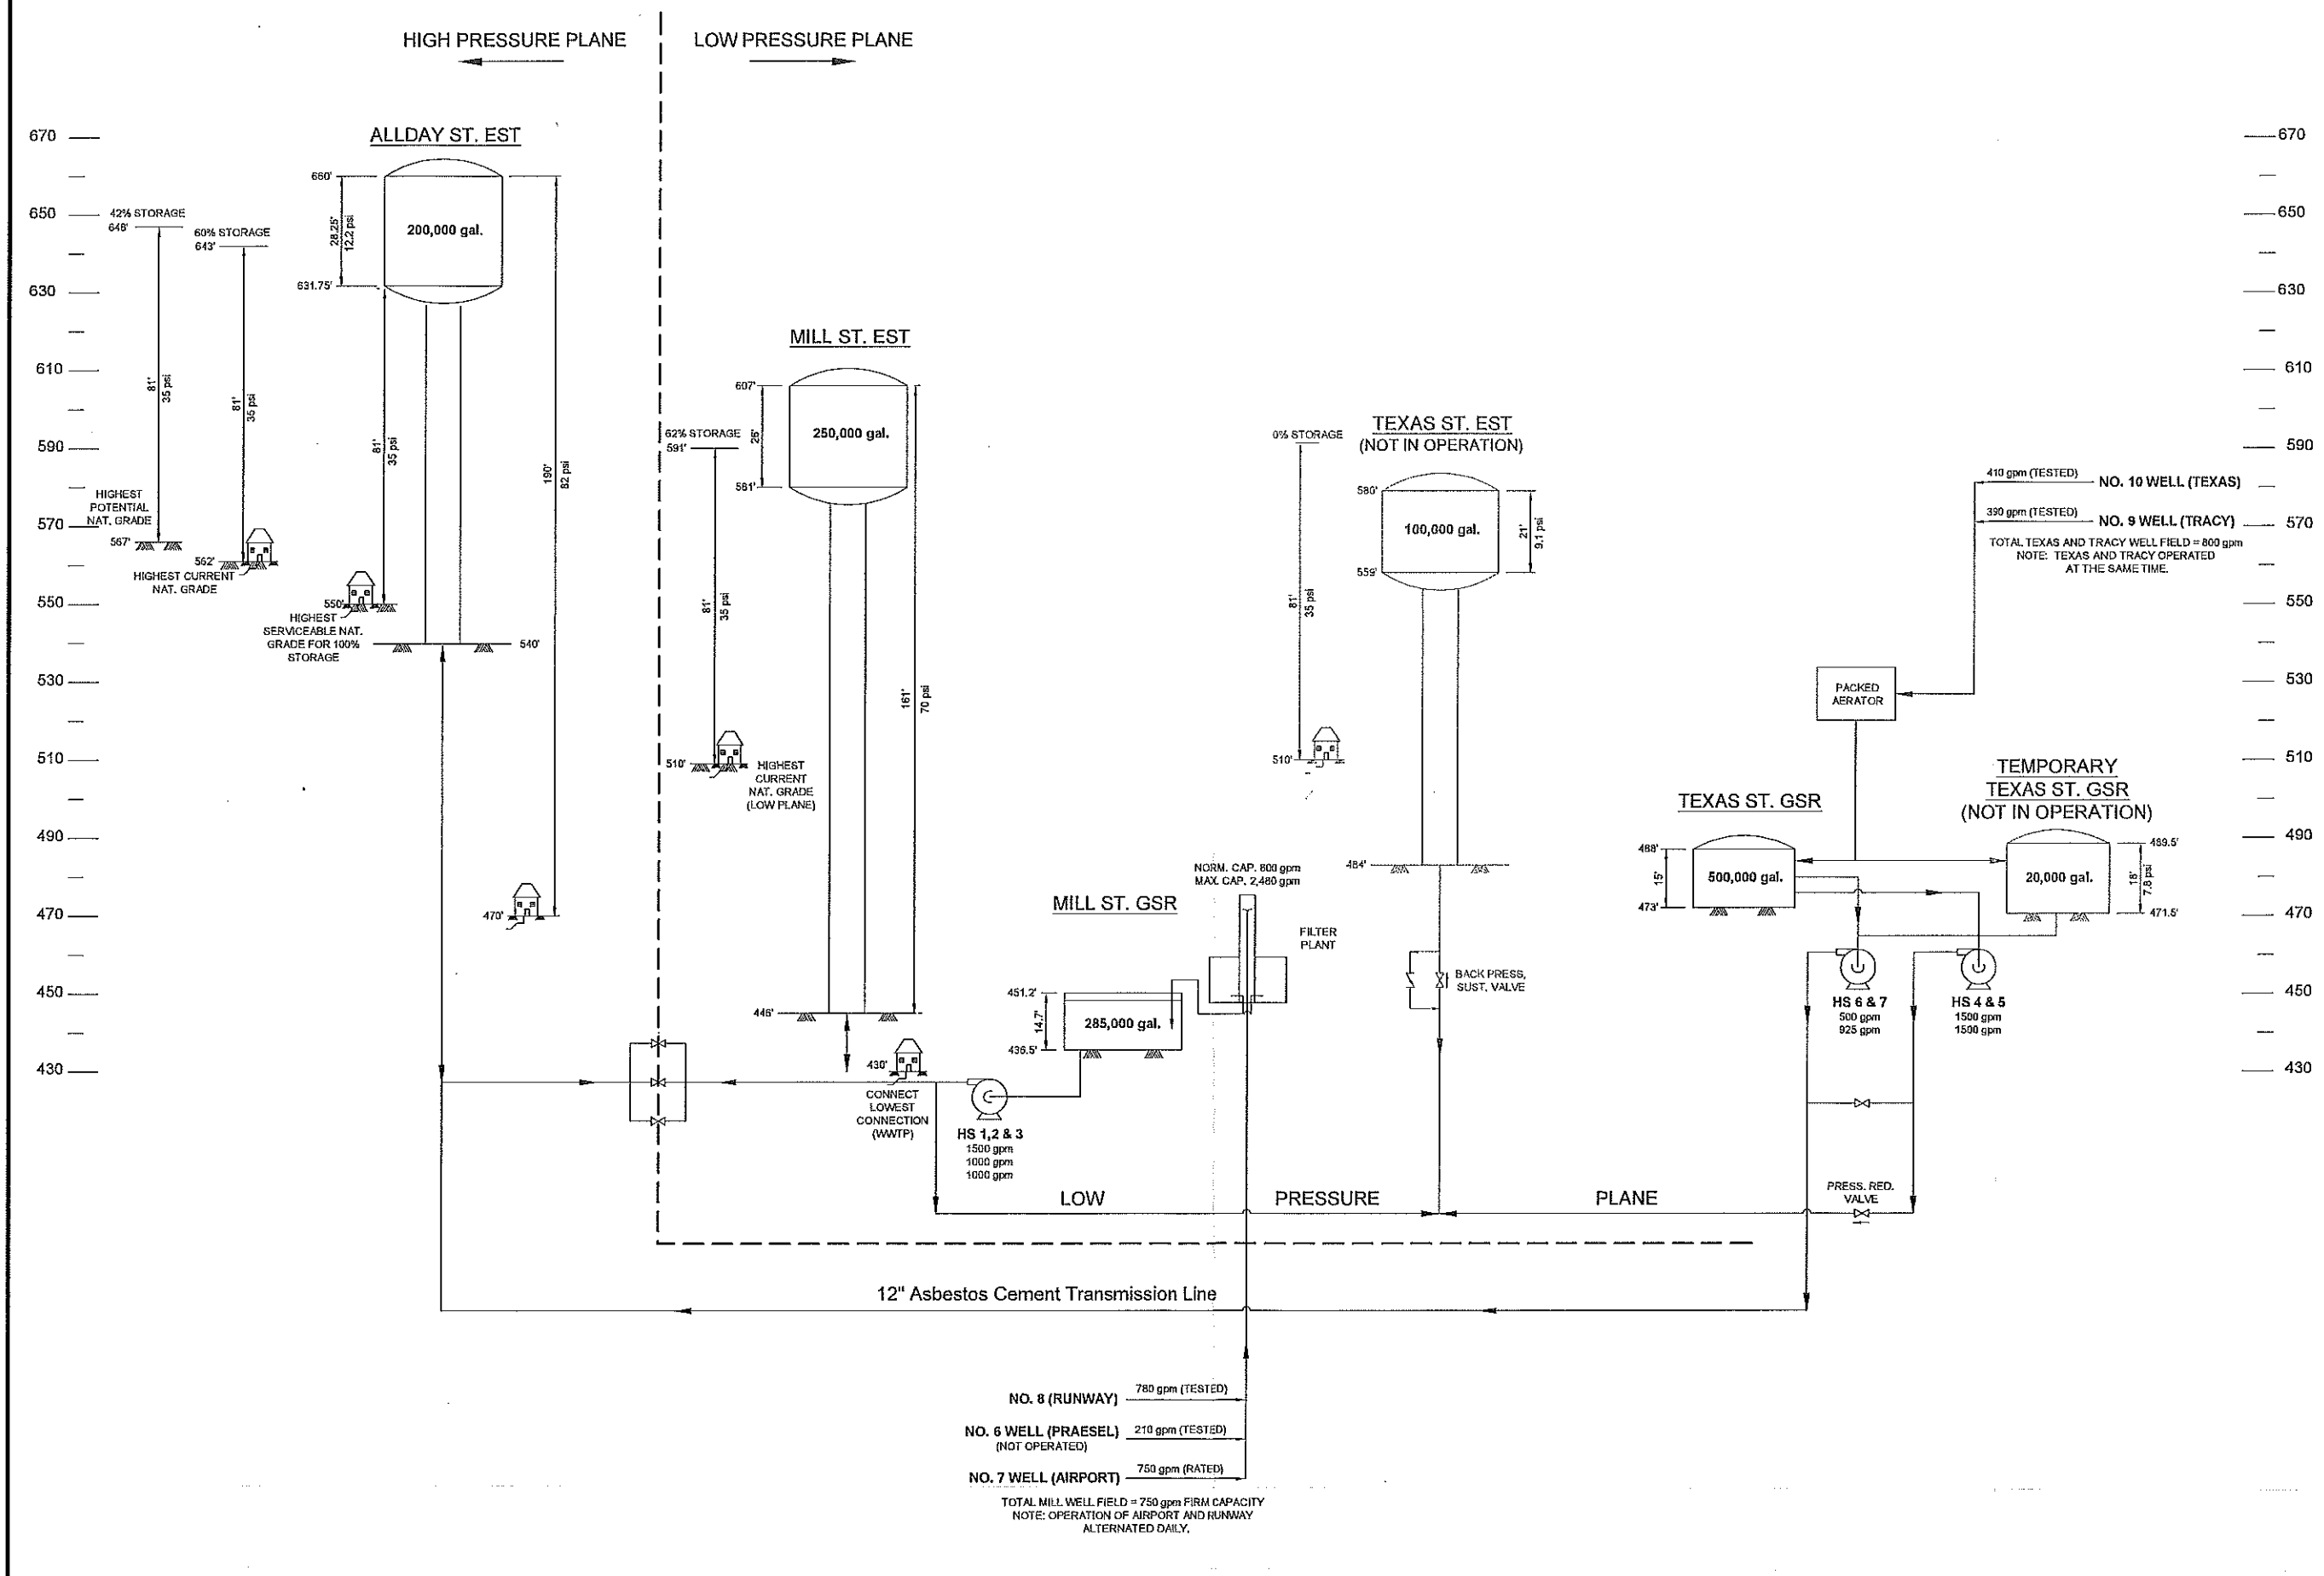 HIGH PRESSURE PLANE
LOW PRESSURE PLANE
670
650
630
610
590
570
550
530
510
490
470
450
430
42% STORAGE
646'
81'
35 psi
HIGHEST
POTENTIAL
NAT. GRADE
567'
60% STORAGE
643'
81'
35 psi
562'
HIGHEST CURRENT
NAT. GRADE
ALLDAY ST. EST
660'
28.25'
12.2 psi
200,000 gal.
631.75'
81'
35 psi
550'
HIGHEST
SERVICEABLE NAT.
GRADE FOR 100%
STORAGE
540'
190'
82 psi
470'
MILL ST. EST
607'
26'
250,000 gal.
581'
62% STORAGE
591'
81'
35 psi
510'
HIGHEST
CURRENT
NAT. GRADE
(LOW PLANE)
161'
70 psi
446'
430'
CONNECT
LOWEST
CONNECTION
(WWTP)
HS 1,2 & 3
1500 gpm
1000 gpm
1000 gpm
MILL ST. GSR
451.2'
14.7'
285,000 gal.
436.5'
NORM. CAP. 800 gpm
MAX. CAP. 2,480 gpm
FILTER
PLANT
0% STORAGE
81'
35 psi
510'
TEXAS ST. EST
(NOT IN OPERATION)
580'
100,000 gal.
21'
9.1 psi
559'
484'
BACK PRESS.
SUST. VALVE
410 gpm (TESTED)
NO. 10 WELL (TEXAS)
390 gpm (TESTED)
NO. 9 WELL (TRACY)
TOTAL TEXAS AND TRACY WELL FIELD = 800 gpm
NOTE: TEXAS AND TRACY OPERATED
AT THE SAME TIME.
PACKED
AERATOR
TEXAS ST. GSR
488'
15'
500,000 gal.
473'
TEMPORARY
TEXAS ST. GSR
(NOT IN OPERATION)
489.5'
20,000 gal.
18'
7.8 psi
471.5'
HS 6 & 7
500 gpm
925 gpm
HS 4 & 5
1500 gpm
1500 gpm
PRESS. RED.
VALVE
LOW PRESSURE PLANE
12" Asbestos Cement Transmission Line
NO. 8 (RUNWAY)
780 gpm (TESTED)
NO. 6 WELL (PRAESEL)
(NOT OPERATED)
210 gpm (TESTED)
NO. 7 WELL (AIRPORT)
750 gpm (RATED)
TOTAL MILL WELL FIELD = 750 gpm FIRM CAPACITY
NOTE: OPERATION OF AIRPORT AND RUNWAY
ALTERNATED DAILY.
670
650
630
610
590
570
550
530
510
490
470
450
430